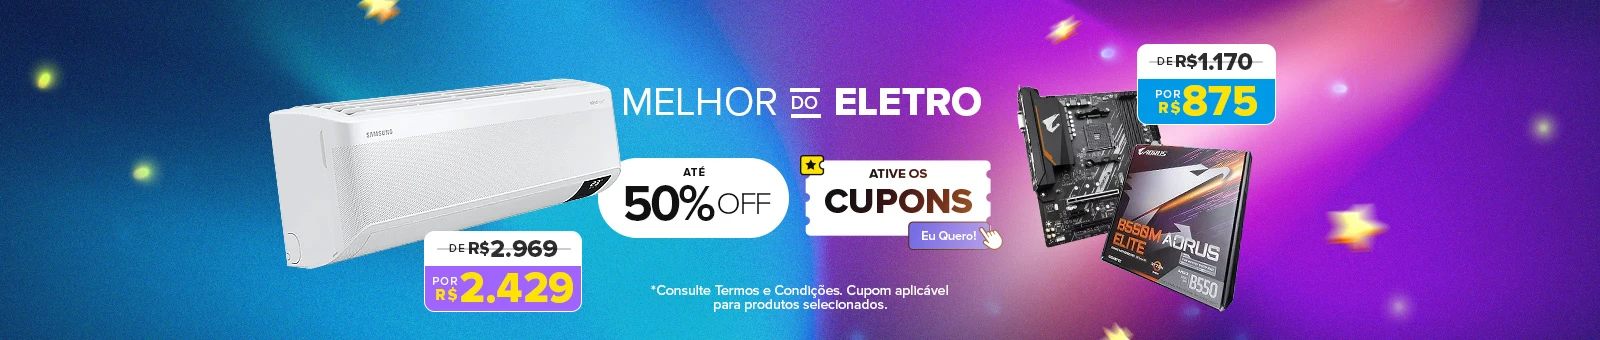 MELHOR DO ELETRO
SAMSUNG
DE R$2.969
POR R$2.429
ATÉ
50% OFF
ATIVE OS
CUPONS
Eu Quero!
*Consulte Termos e Condições. Cupom aplicável
para produtos selecionados.
DE R$1.170
POR R$875
AORUS
B550M AORUS
ELITE
B550